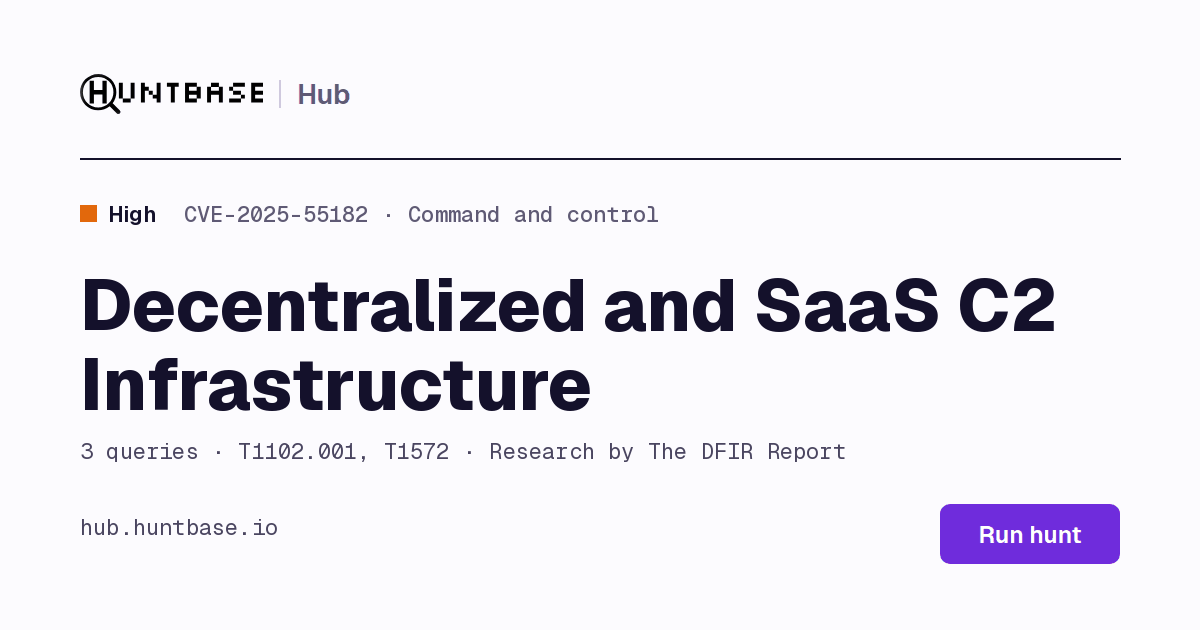 HUNTBASE Hub
High CVE-2025-55182 · Command and control
Decentralized and SaaS C2
Infrastructure
3 queries · T1102.001, T1572 · Research by The DFIR Report
hub.huntbase.io
Run hunt